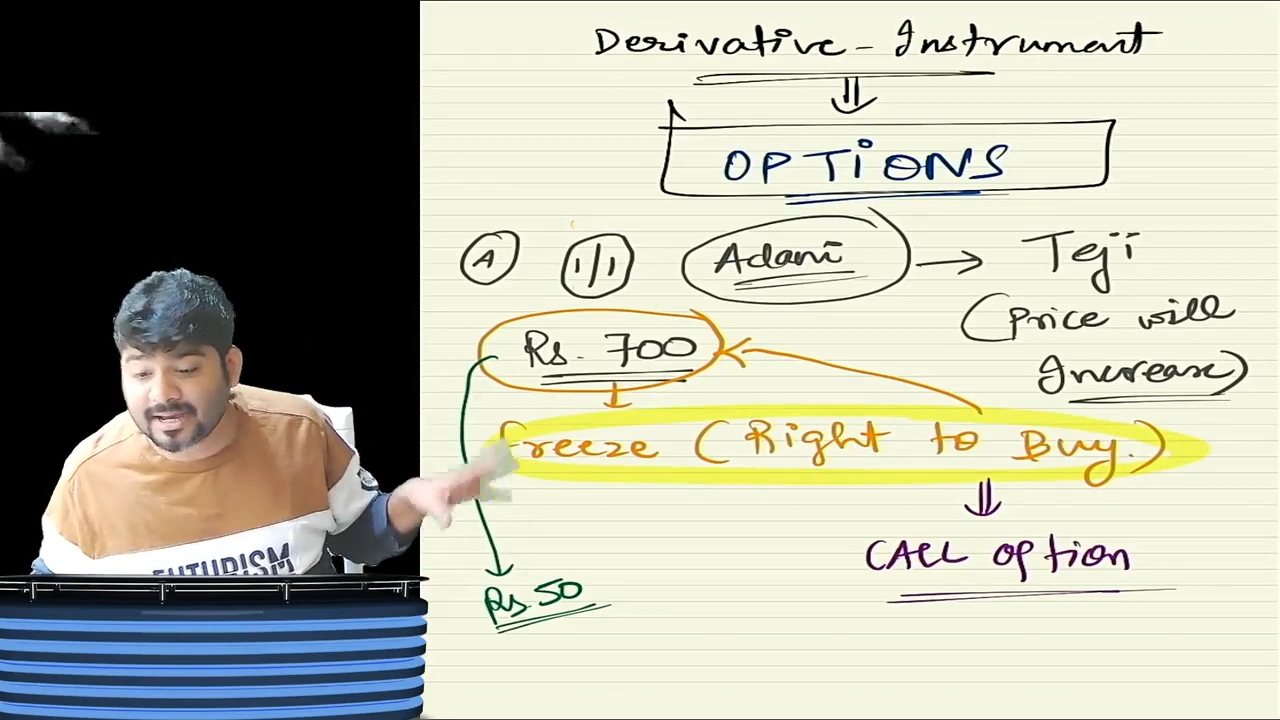 Derivative - Instrument
OPTIONS
A 1/1 Adani → Teji
(Price will
Increase)
Rs. 700
Freeze (Right to Buy.)
CALL option
Rs. 50
FUTURISM